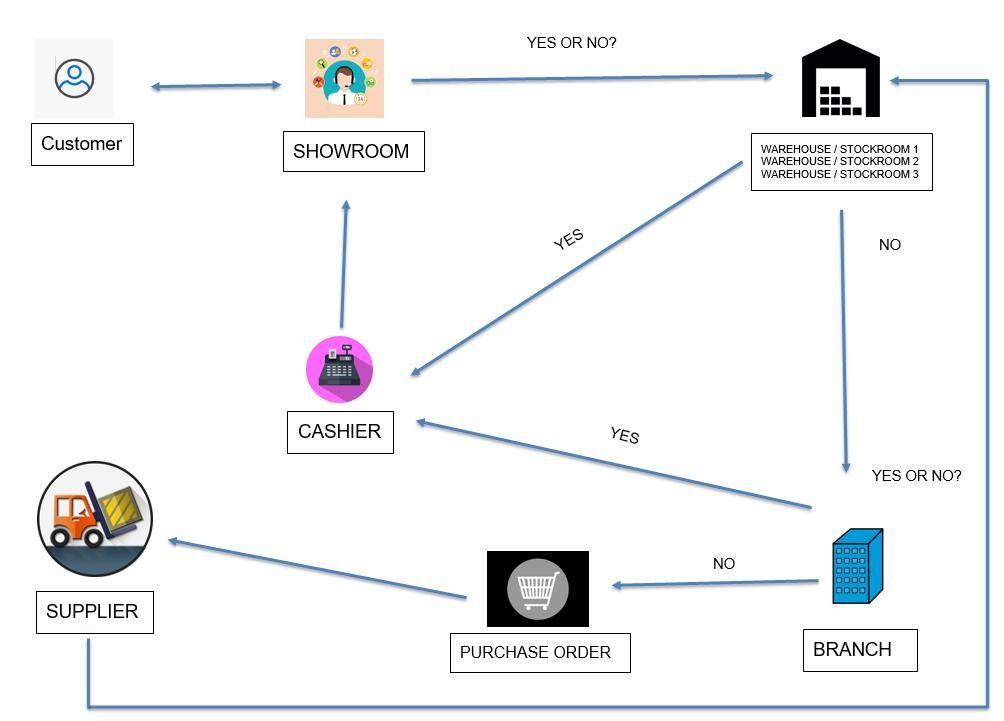 YES OR NO?
Customer
SHOWROOM
WAREHOUSE / STOCKROOM 1
WAREHOUSE / STOCKROOM 2
WAREHOUSE / STOCKROOM 3
YES
NO
CASHIER
YES
YES OR NO?
NO
SUPPLIER
PURCHASE ORDER
BRANCH